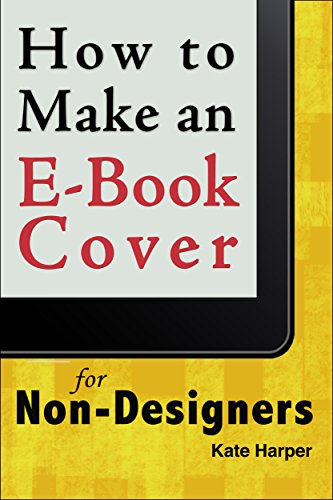 How to
Make an
E-Book
Cover
for
Non-Designers
Kate Harper